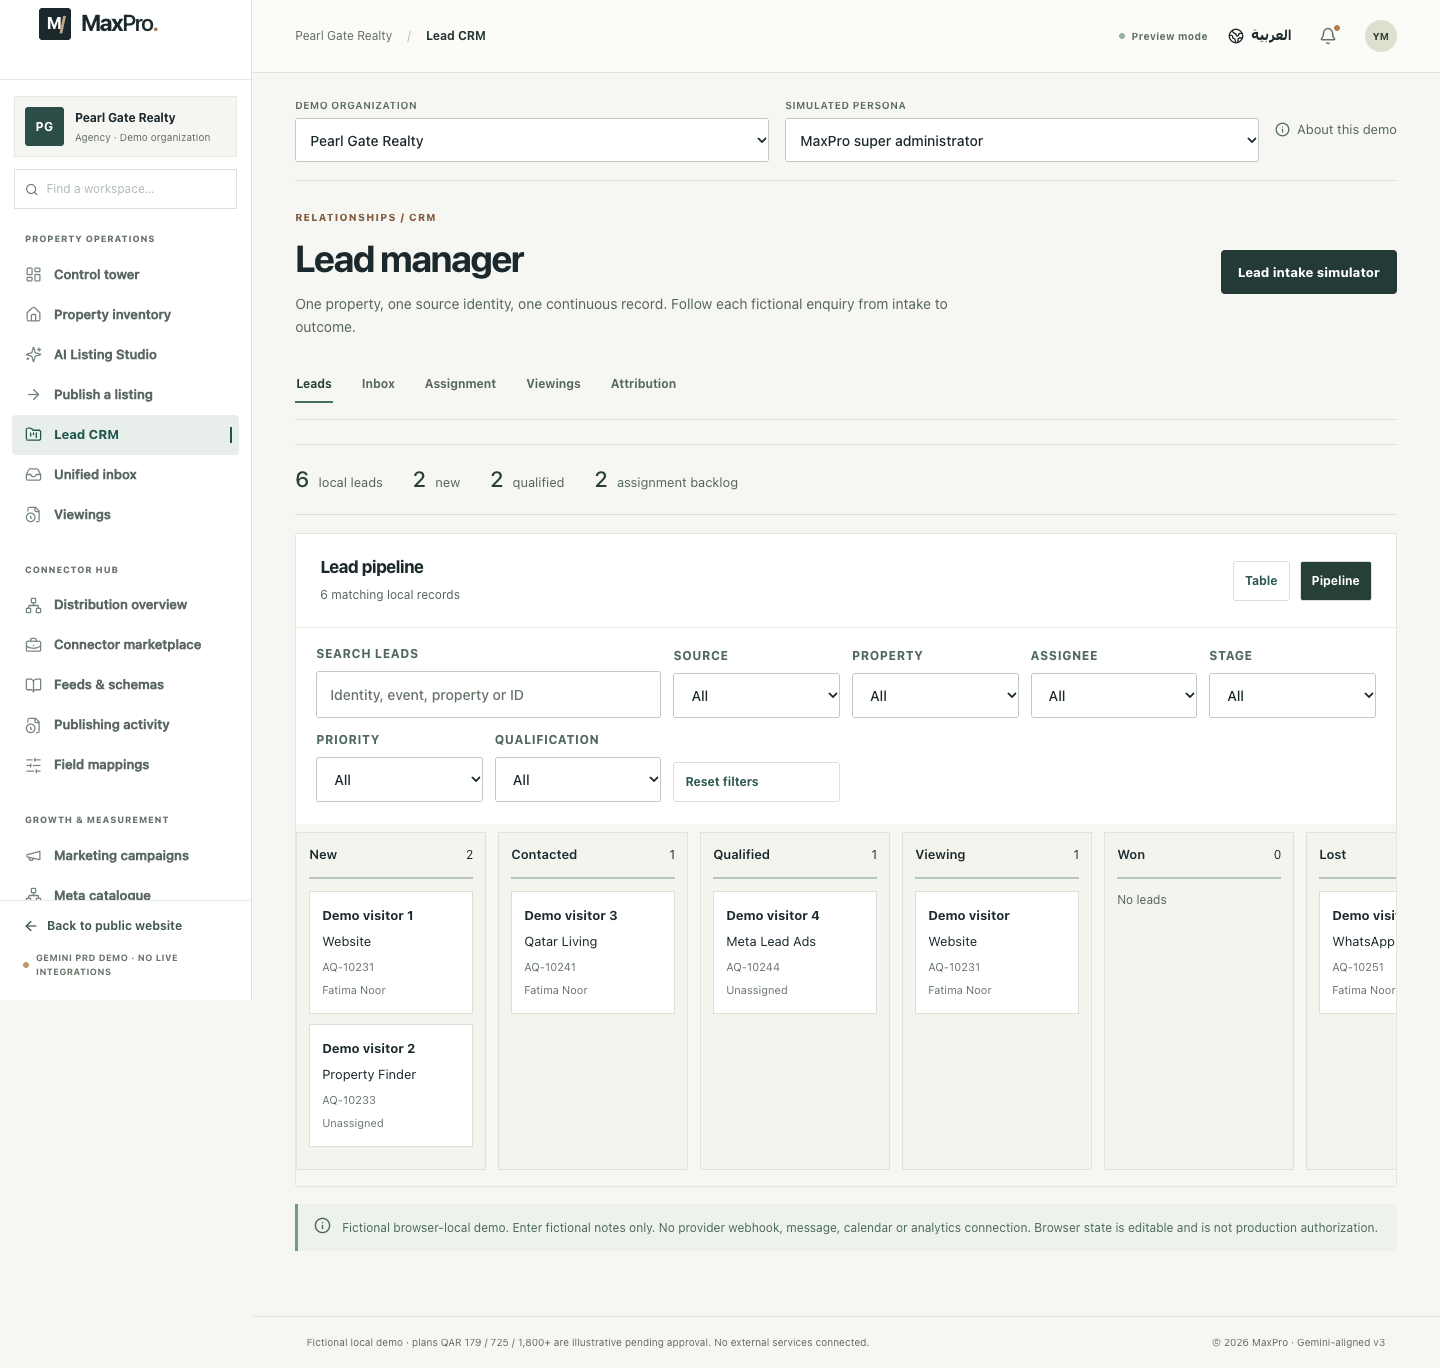 M/ MaxPro.
Pearl Gate Realty / Lead CRM
Preview mode
العربية
YM
PG
Pearl Gate Realty
Agency · Demo organization
Find a workspace...
PROPERTY OPERATIONS
Control tower
Property inventory
AI Listing Studio
Publish a listing
Lead CRM
Unified inbox
Viewings
CONNECTOR HUB
Distribution overview
Connector marketplace
Feeds & schemas
Publishing activity
Field mappings
GROWTH & MEASUREMENT
Marketing campaigns
Meta catalogue
Back to public website
GEMINI PRD DEMO · NO LIVE
INTEGRATIONS
DEMO ORGANIZATION
Pearl Gate Realty
SIMULATED PERSONA
MaxPro super administrator
About this demo
RELATIONSHIPS / CRM
Lead manager
One property, one source identity, one continuous record. Follow each fictional enquiry from intake to
outcome.
Lead intake simulator
Leads Inbox Assignment Viewings Attribution
6 local leads 2 new 2 qualified 2 assignment backlog
Lead pipeline
6 matching local records
Table Pipeline
SEARCH LEADS
Identity, event, property or ID
SOURCE
All
PROPERTY
All
ASSIGNEE
All
STAGE
All
PRIORITY
All
QUALIFICATION
All
Reset filters
New 2
Demo visitor 1
Website
AQ-10231
Fatima Noor
Demo visitor 2
Property Finder
AQ-10233
Unassigned
Contacted 1
Demo visitor 3
Qatar Living
AQ-10241
Fatima Noor
Qualified 1
Demo visitor 4
Meta Lead Ads
AQ-10244
Unassigned
Viewing 1
Demo visitor
Website
AQ-10231
Fatima Noor
Won 0
No leads
Lost
Demo visi
WhatsApp
AQ-10251
Fatima Noor
Fictional browser-local demo. Enter fictional notes only. No provider webhook, message, calendar or analytics connection. Browser state is editable and is not production authorization.
Fictional local demo · plans QAR 179 / 725 / 1,800+ are illustrative pending approval. No external services connected.
© 2026 MaxPro · Gemini-aligned v3